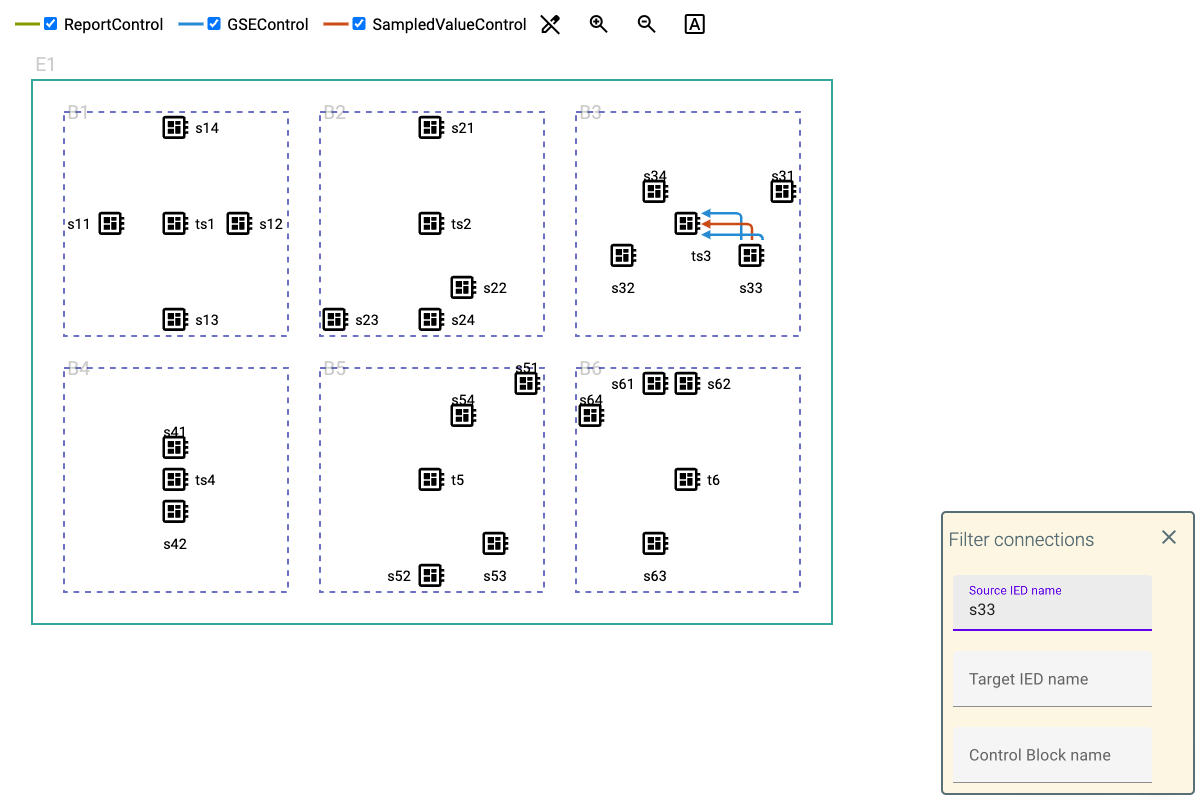 ReportControl GSEControl SampledValueControl A
E1
B1 B2 B3
s14 s21
s34 s31
s11 ts1 s12 ts2
ts3
s32 s33
s22
s13 s23 s24
B4 B5 B6
s51
s61 s62
s54 s64
s41
ts4 t5 t6
s42
s52 s53 s63
Filter connections
Source IED name
s33
Target IED name
Control Block name